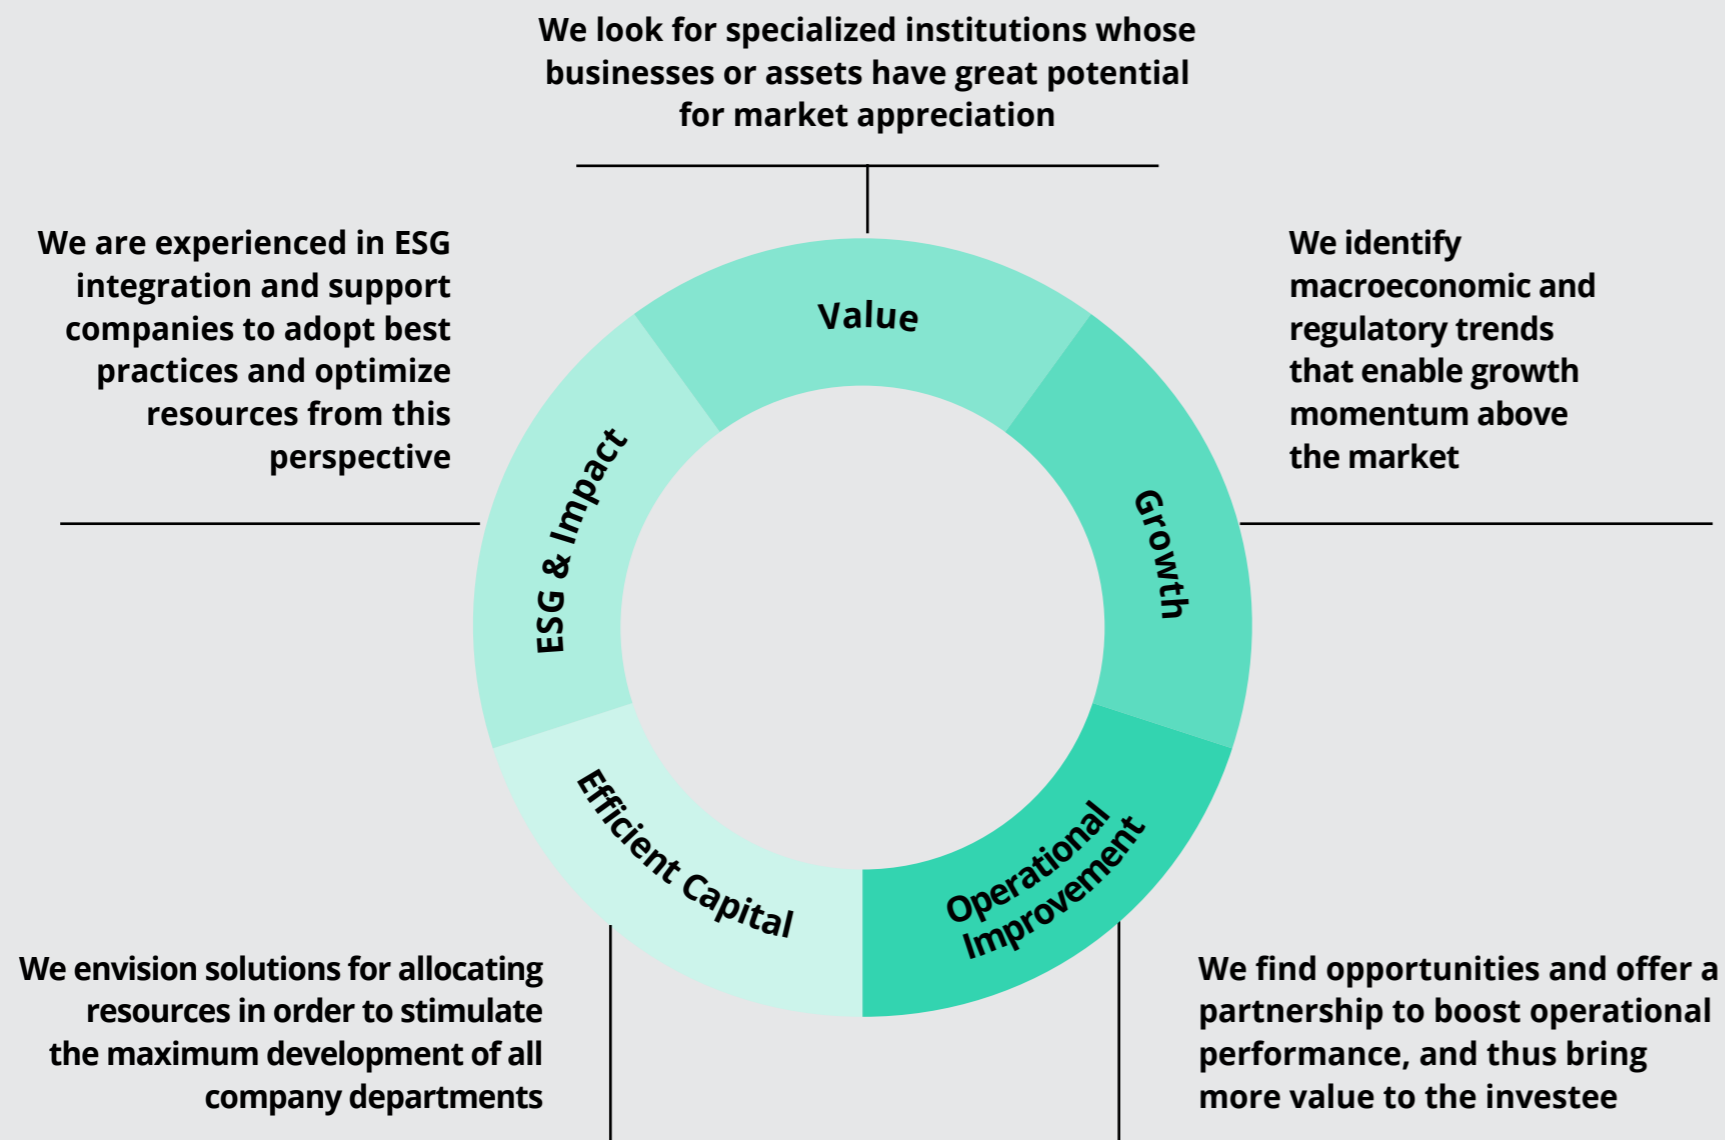 We look for specialized institutions whose
businesses or assets have great potential
for market appreciation
We are experienced in ESG
integration and support
companies to adopt best
practices and optimize
resources from this
perspective
We identify
macroeconomic and
regulatory trends
that enable growth
momentum above
the market
Value
ESG & Impact
Growth
Efficient Capital
Operational
Improvement
We envision solutions for allocating
resources in order to stimulate
the maximum development of all
company departments
We find opportunities and offer a
partnership to boost operational
performance, and thus bring
more value to the investee